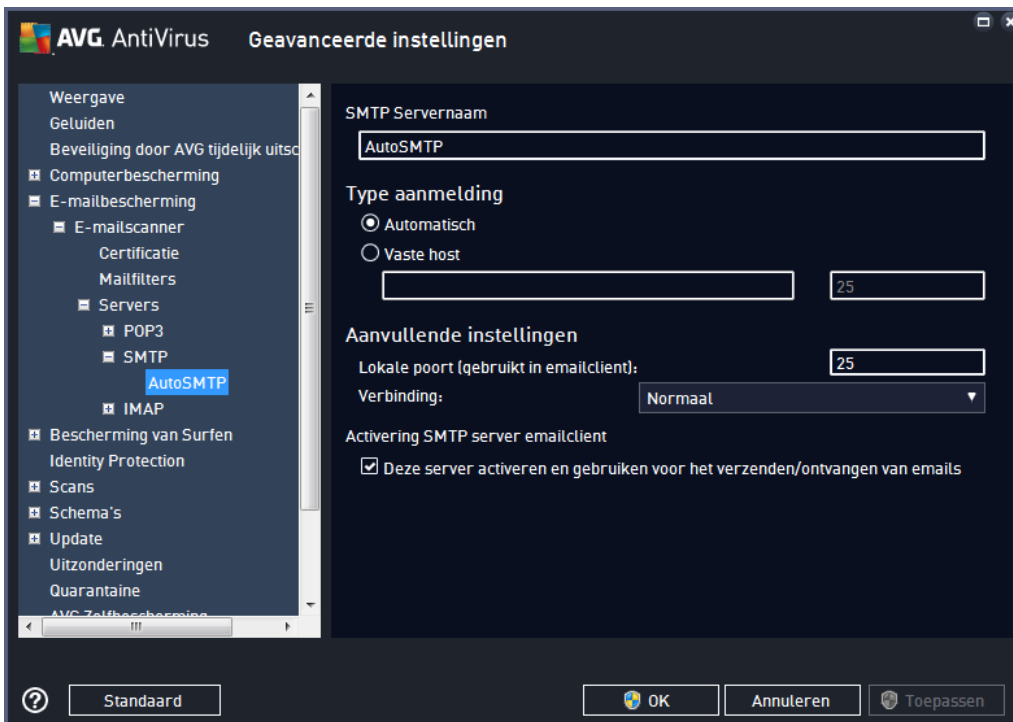 AVG. AntiVirus Geavanceerde instellingen
Weergave
Geluiden
Beveiliging door AVG tijdelijk uitsc
Computerbescherming
E-mailbescherming
E-mailscanner
Certificatie
Mailfilters
Servers
POP3
SMTP
AutoSMTP
IMAP
Bescherming van Surfen
Identity Protection
Scans
Schema's
Update
Uitzonderingen
Quarantaine
AVG Zelfbescherming
SMTP Servernaam
AutoSMTP
Type aanmelding
Automatisch
Vaste host
25
Aanvullende instellingen
Lokale poort (gebruikt in emailclient):
25
Verbinding:
Normaal
Activering SMTP server emailclient
Deze server activeren en gebruiken voor het verzenden/ontvangen van emails
? Standaard OK Annuleren Toepassen